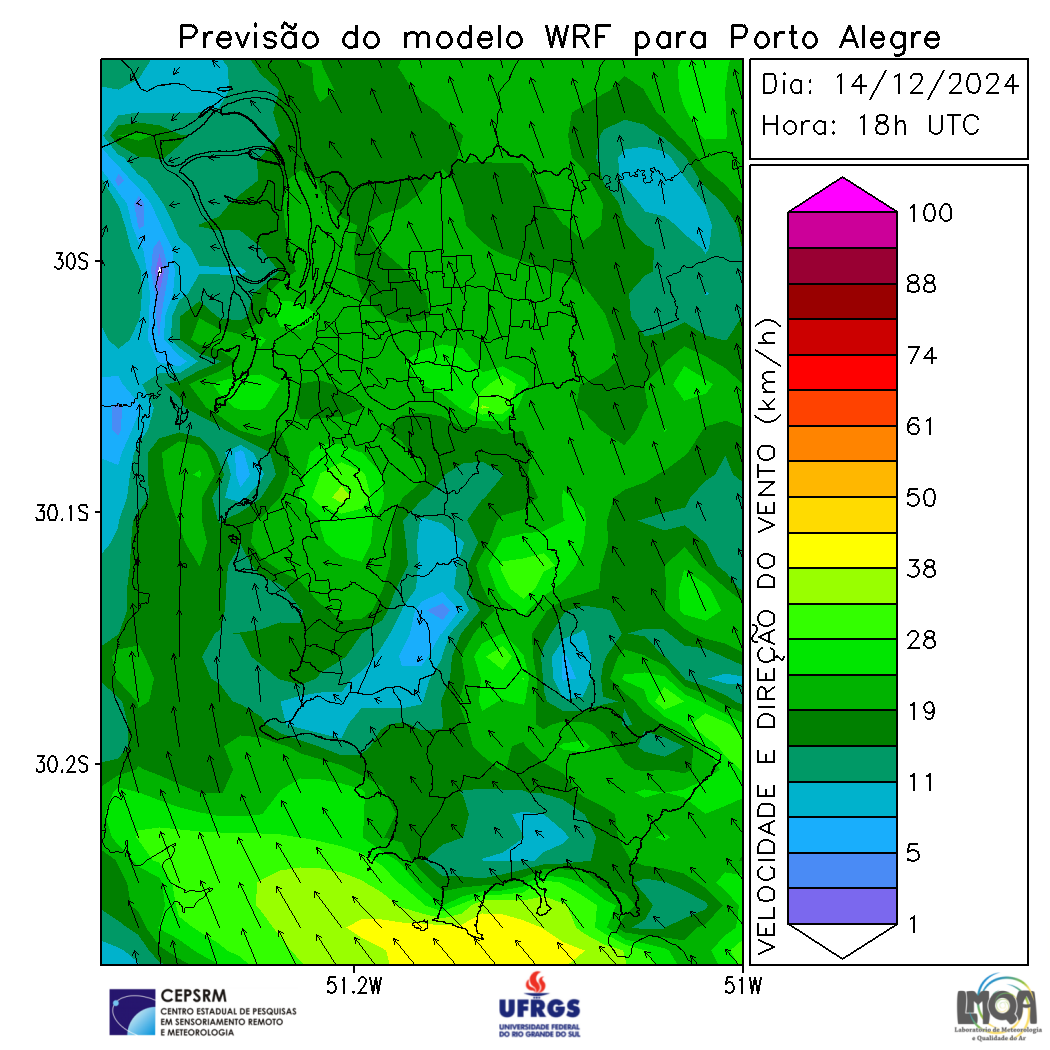 Previsão do modelo WRF para Porto Alegre
Dia: 14/12/2024
Hora: 18h UTC
30S
30.1S
30.2S
51.2W
51W
VELOCIDADE E DIREÇÃO DO VENTO (km/h)
100
88
74
61
50
38
28
19
11
5
1
CEPSRM
CENTRO ESTADUAL DE PESQUISAS
EM SENSORIAMENTO REMOTO
E METEOROLOGIA
UFRGS
UNIVERSIDADE FEDERAL
DO RIO GRANDE DO SUL
LMQA
Laboratório de Meteorologia
e Qualidade do Ar